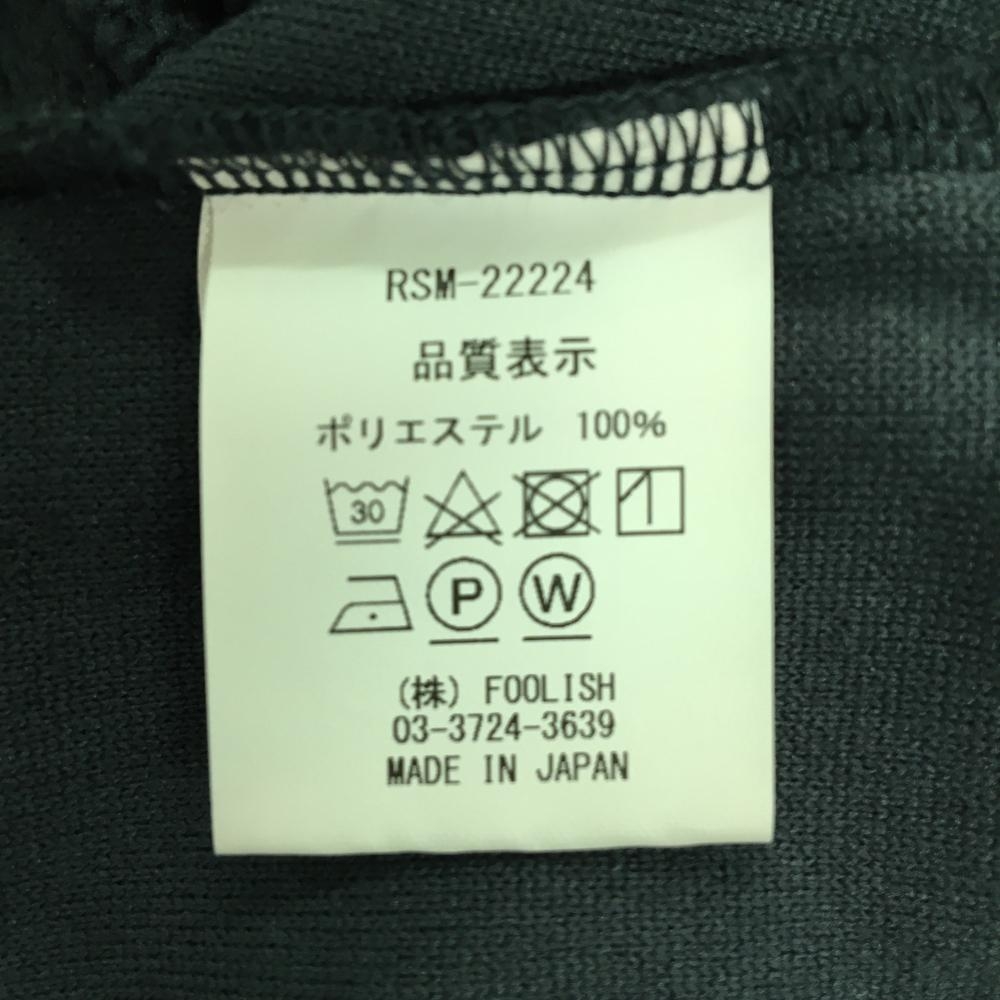 RSM-22224
品質表示
ポリエステル 100%
30
P W
(株) FOOLISH
03-3724-3639
MADE IN JAPAN